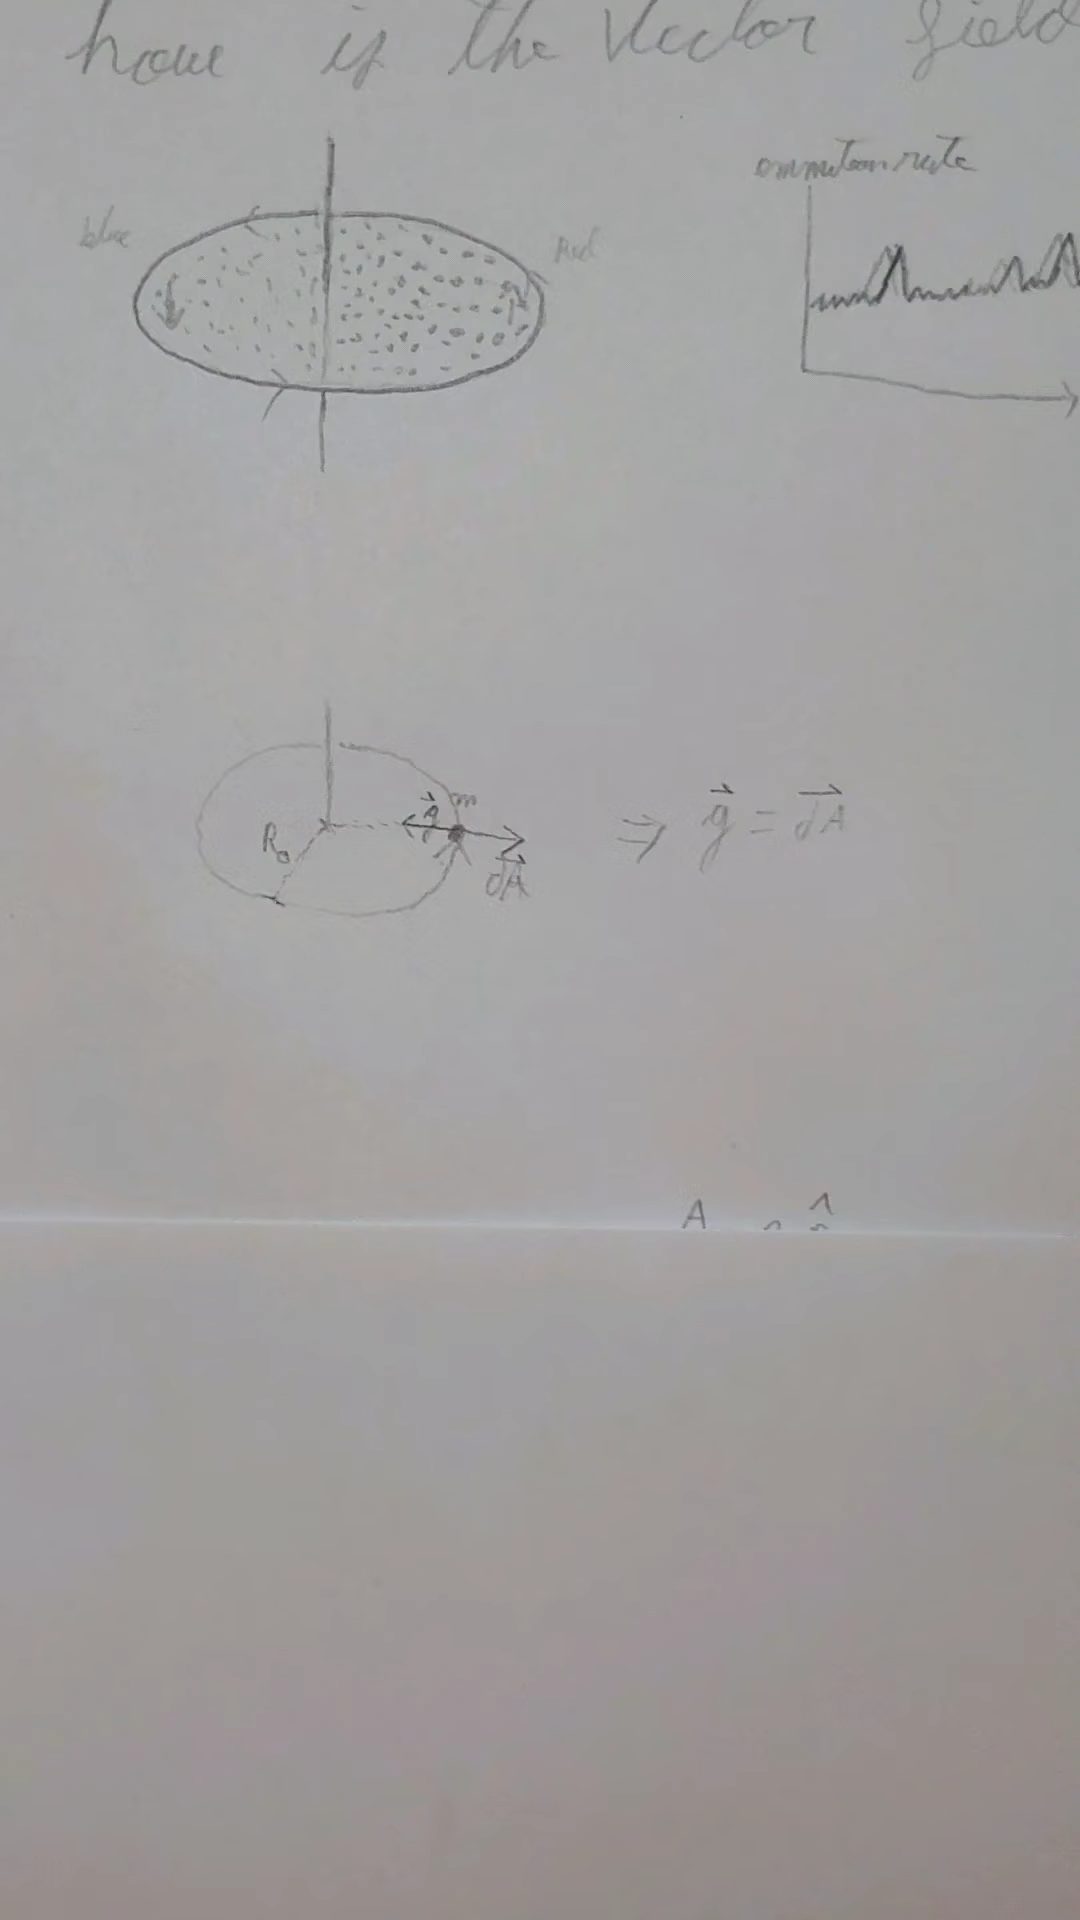 how is the Vector field
blue
Red
R₀
g⃗
m
dA⃗
⇒ g⃗ = dA⃗
A